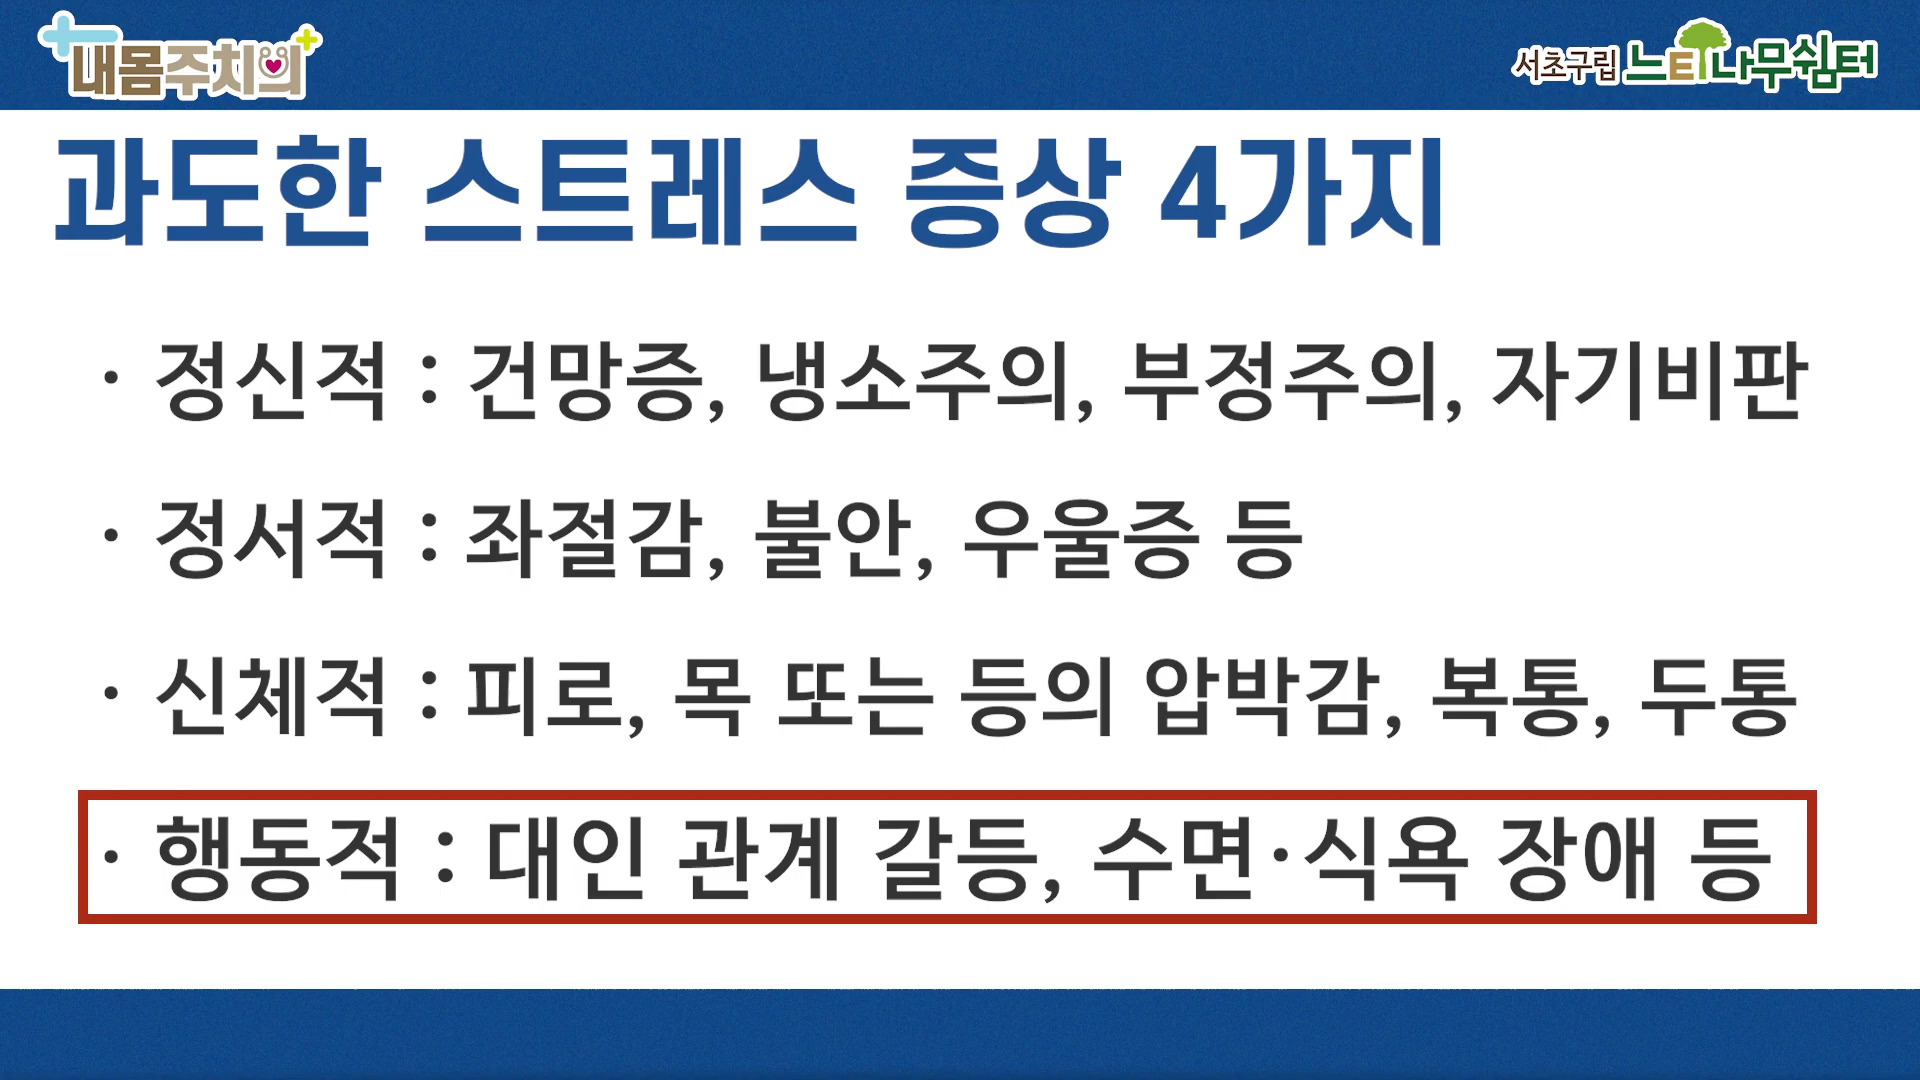 내몸주치의
서초구립 느티나무쉼터
과도한 스트레스 증상 4가지
· 정신적 : 건망증, 냉소주의, 부정주의, 자기비판
· 정서적 : 좌절감, 불안, 우울증 등
· 신체적 : 피로, 목 또는 등의 압박감, 복통, 두통
· 행동적 : 대인 관계 갈등, 수면·식욕 장애 등